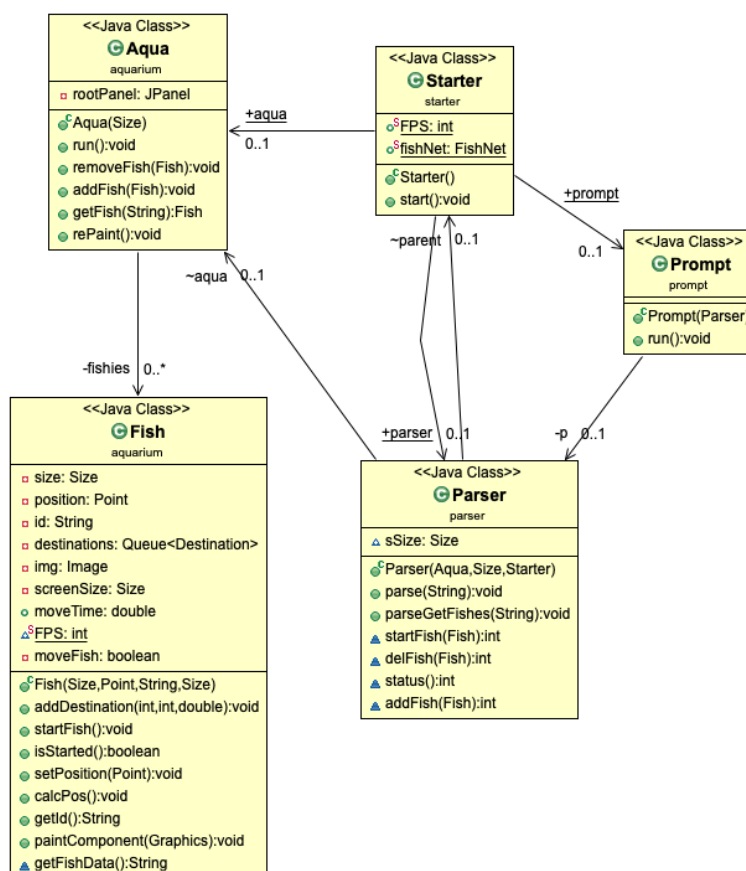 <<Java Class>>
Aqua
aquarium
rootPanel: JPanel
Aqua(Size)
run():void
removeFish(Fish):void
addFish(Fish):void
getFish(String):Fish
rePaint():void
<<Java Class>>
Starter
starter
FPS: int
fishNet: FishNet
Starter()
start():void
+aqua
0..1
+prompt
0..1
~parent
0..1
<<Java Class>>
Prompt
prompt
Prompt(Parser)
run():void
~aqua
0..1
-fishies
0..*
+parser
0..1
-p
0..1
<<Java Class>>
Fish
aquarium
size: Size
position: Point
id: String
destinations: Queue<Destination>
img: Image
screenSize: Size
moveTime: double
FPS: int
moveFish: boolean
Fish(Size,Point,String,Size)
addDestination(int,int,double):void
startFish():void
isStarted():boolean
setPosition(Point):void
calcPos():void
getId():String
paintComponent(Graphics):void
getFishData():String
<<Java Class>>
Parser
parser
sSize: Size
Parser(Aqua,Size,Starter)
parse(String):void
parseGetFishes(String):void
startFish(Fish):int
delFish(Fish):int
status():int
addFish(Fish):int